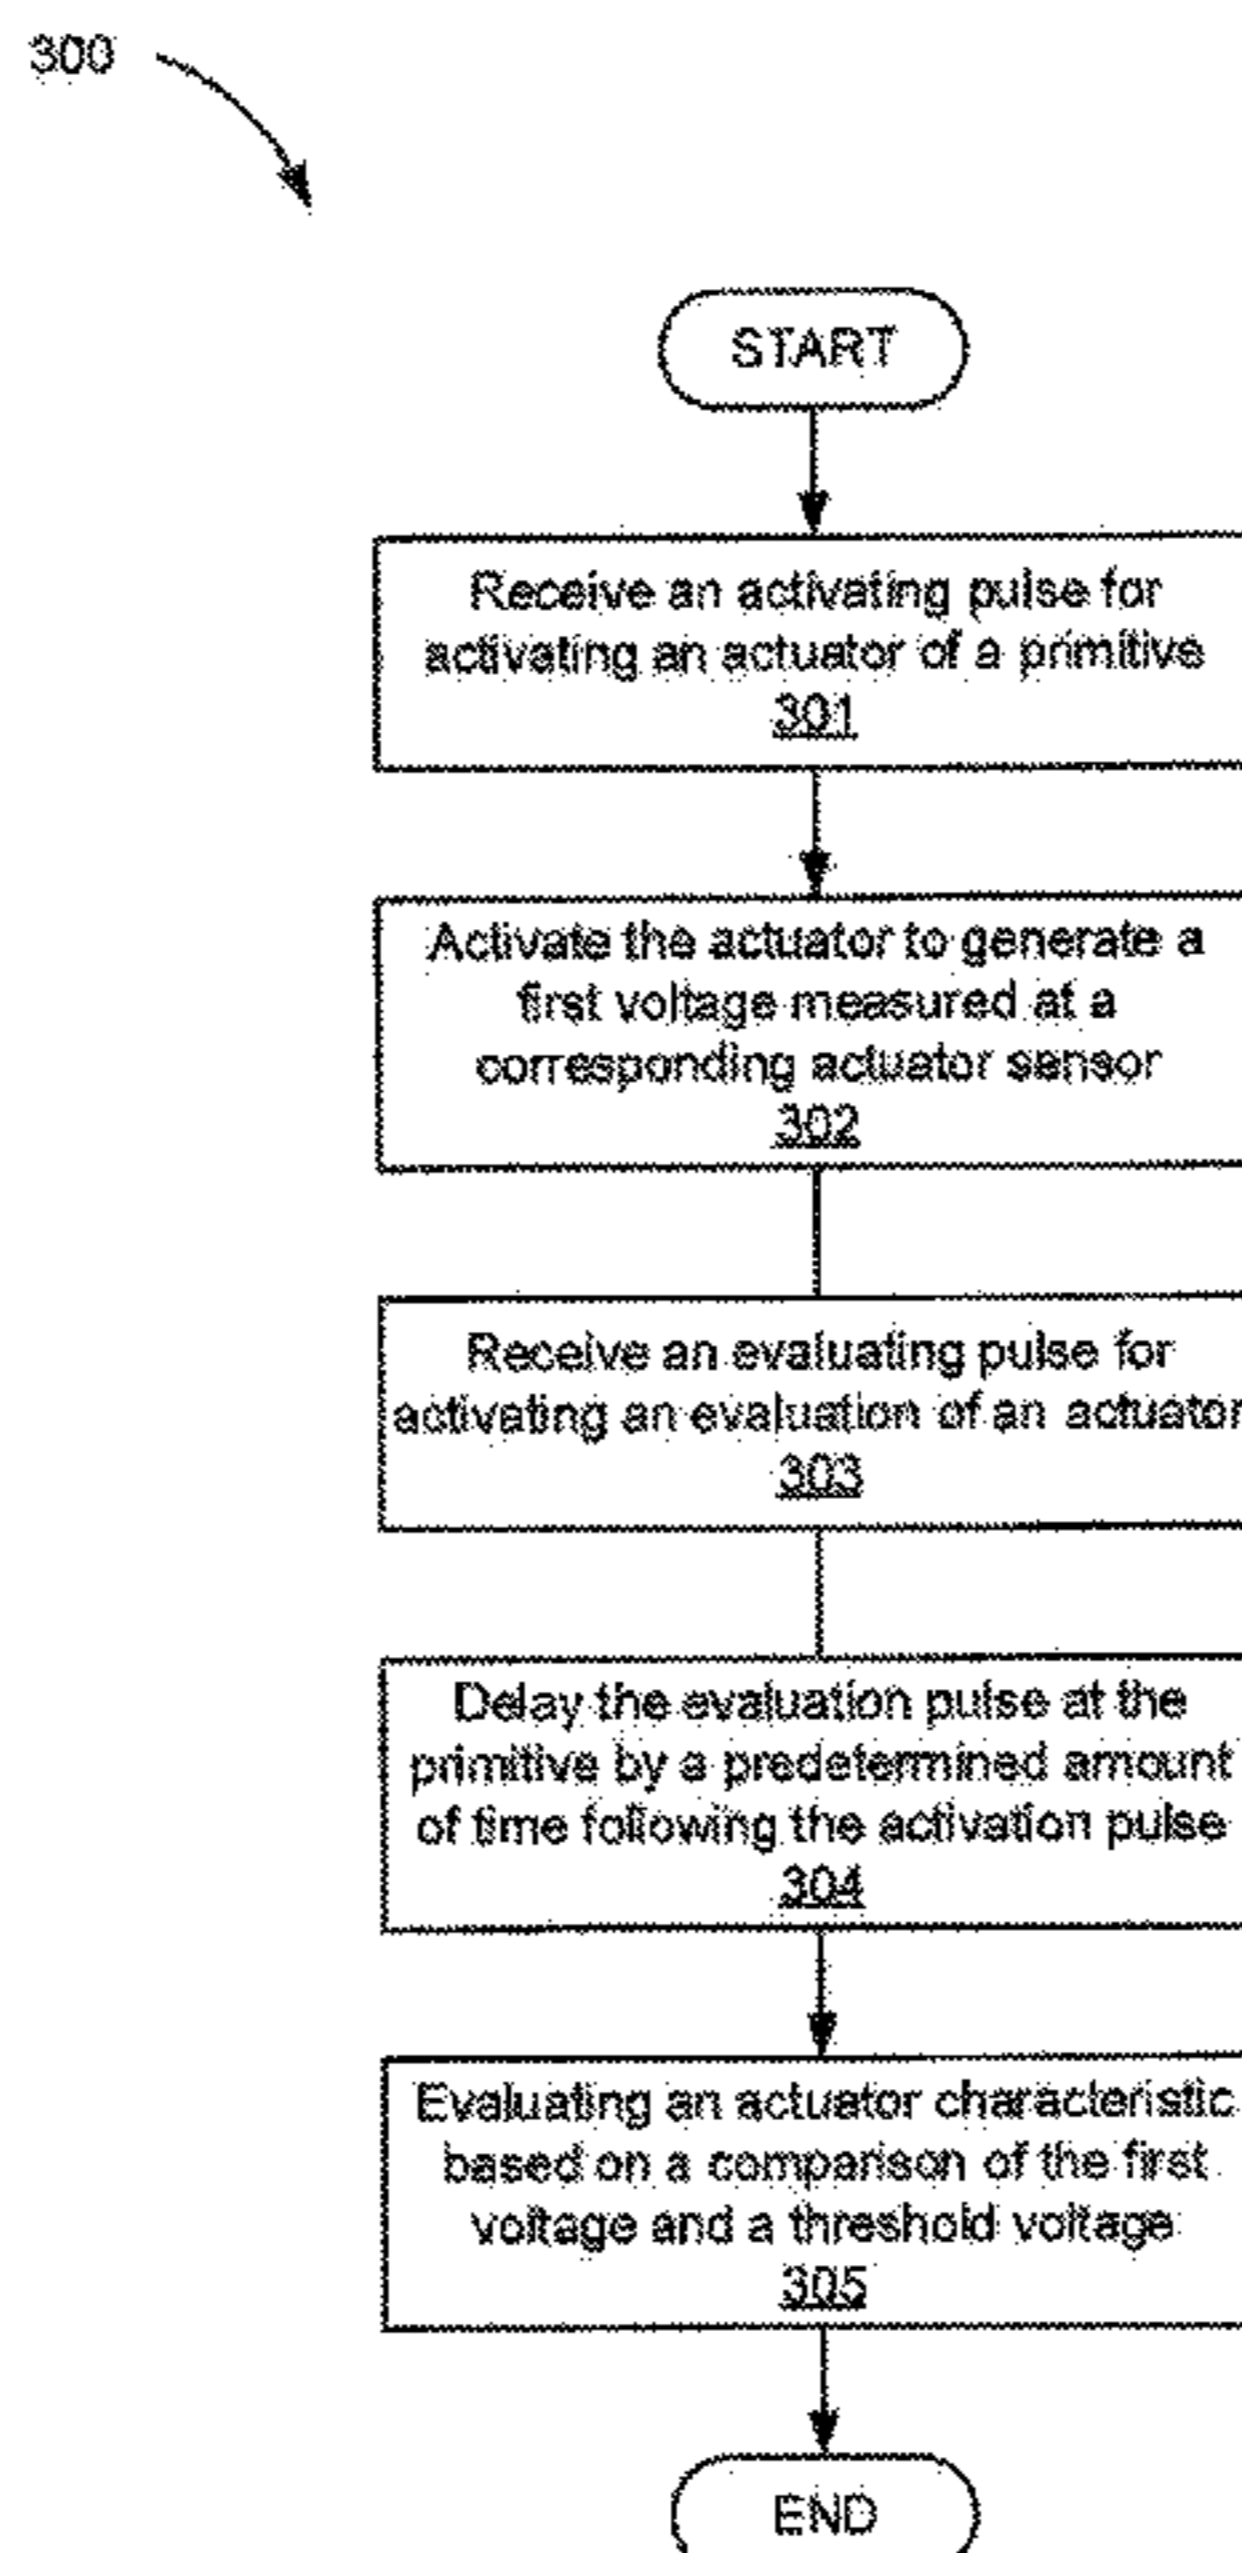 300
START
Receive an activating pulse for
activating an actuator of a primitive
301
Activate the actuator to generate a
first voltage measured at a
corresponding actuator sensor
302
Receive an evaluating pulse for
activating an evaluation of an actuator
303
Delay the evaluation pulse at the
primitive by a predetermined amount
of time following the activation pulse
304
Evaluating an actuator characteristic
based on a comparison of the first
voltage and a threshold voltage
305
END